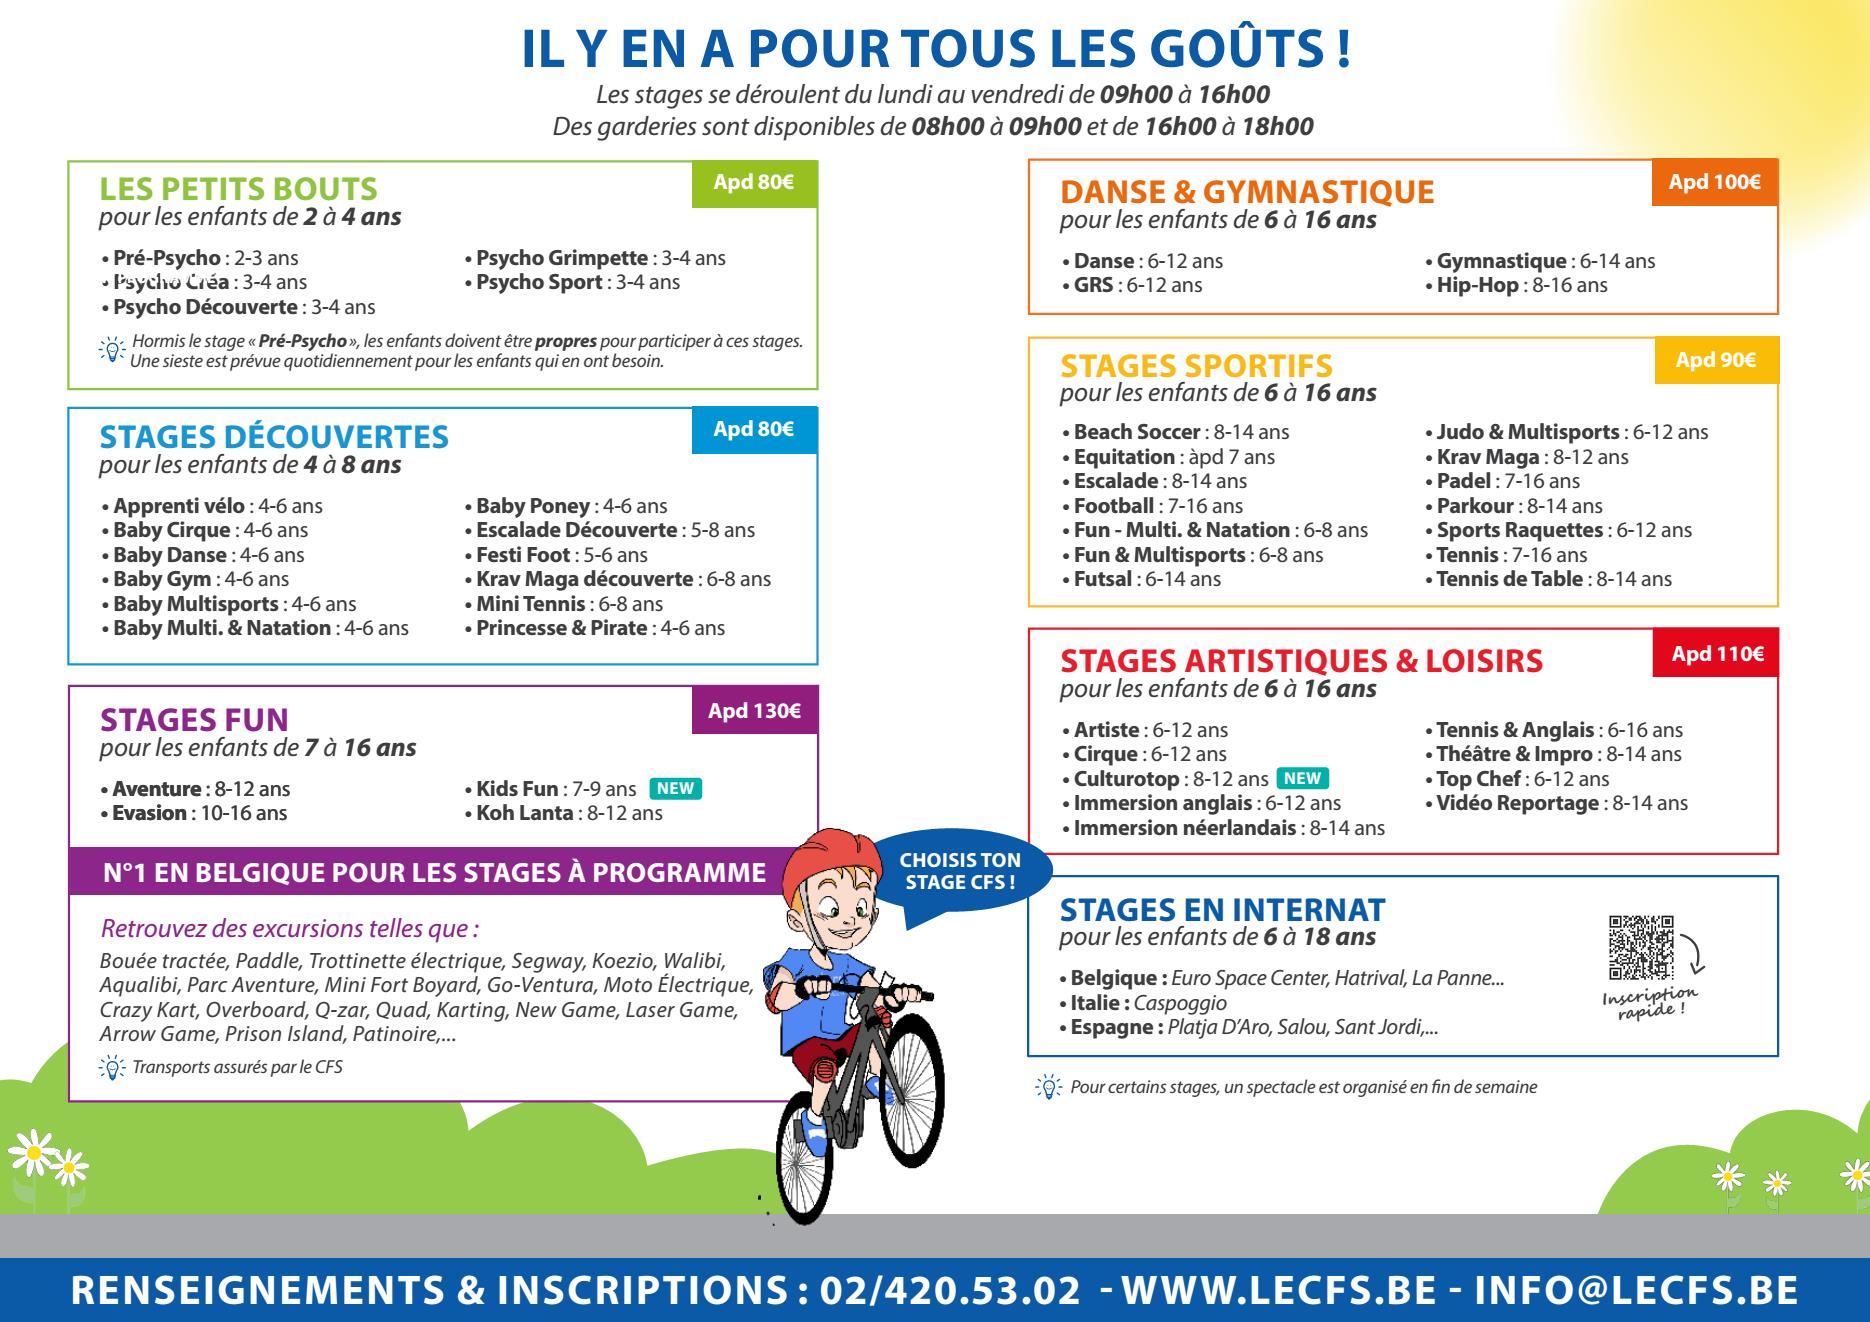 IL Y EN A POUR TOUS LES GOÛTS !
Les stages se déroulent du lundi au vendredi de 09h00 à 16h00
Des garderies sont disponibles de 08h00 à 09h00 et de 16h00 à 18h00
LES PETITS BOUTS
Apd 80€
pour les enfants de 2 à 4 ans
• Pré-Psycho : 2-3 ans
• Psycho Créa : 3-4 ans
• Psycho Découverte : 3-4 ans
• Psycho Grimpette : 3-4 ans
• Psycho Sport : 3-4 ans
Hormis le stage « Pré-Psycho », les enfants doivent être propres pour participer à ces stages.
Une sieste est prévue quotidiennement pour les enfants qui en ont besoin.
STAGES DÉCOUVERTES
Apd 80€
pour les enfants de 4 à 8 ans
• Apprenti vélo : 4-6 ans
• Baby Cirque : 4-6 ans
• Baby Danse : 4-6 ans
• Baby Gym : 4-6 ans
• Baby Multisports : 4-6 ans
• Baby Multi. & Natation : 4-6 ans
• Baby Poney : 4-6 ans
• Escalade Découverte : 5-8 ans
• Festi Foot : 5-6 ans
• Krav Maga découverte : 6-8 ans
• Mini Tennis : 6-8 ans
• Princesse & Pirate : 4-6 ans
STAGES FUN
Apd 130€
pour les enfants de 7 à 16 ans
• Aventure : 8-12 ans
• Evasion : 10-16 ans
• Kids Fun : 7-9 ans NEW
• Koh Lanta : 8-12 ans
N°1 EN BELGIQUE POUR LES STAGES À PROGRAMME
Retrouvez des excursions telles que :
Bouée tractée, Paddle, Trottinette électrique, Segway, Koezio, Walibi,
Aqualibi, Parc Aventure, Mini Fort Boyard, Go-Ventura, Moto Électrique,
Crazy Kart, Overboard, Q-zar, Quad, Karting, New Game, Laser Game,
Arrow Game, Prison Island, Patinoire,...
Transports assurés par le CFS
CHOISIS TON
STAGE CFS !
DANSE & GYMNASTIQUE
Apd 100€
pour les enfants de 6 à 16 ans
• Danse : 6-12 ans
• GRS : 6-12 ans
• Gymnastique : 6-14 ans
• Hip-Hop : 8-16 ans
STAGES SPORTIFS
Apd 90€
pour les enfants de 6 à 16 ans
• Beach Soccer : 8-14 ans
• Equitation : àpd 7 ans
• Escalade : 8-14 ans
• Football : 7-16 ans
• Fun - Multi. & Natation : 6-8 ans
• Fun & Multisports : 6-8 ans
• Futsal : 6-14 ans
• Judo & Multisports : 6-12 ans
• Krav Maga : 8-12 ans
• Padel : 7-16 ans
• Parkour : 8-14 ans
• Sports Raquettes : 6-12 ans
• Tennis : 7-16 ans
• Tennis de Table : 8-14 ans
STAGES ARTISTIQUES & LOISIRS
Apd 110€
pour les enfants de 6 à 16 ans
• Artiste : 6-12 ans
• Cirque : 6-12 ans
• Culturotop : 8-12 ans NEW
• Immersion anglais : 6-12 ans
• Immersion néerlandais : 8-14 ans
• Tennis & Anglais : 6-16 ans
• Théâtre & Impro : 8-14 ans
• Top Chef : 6-12 ans
• Vidéo Reportage : 8-14 ans
STAGES EN INTERNAT
pour les enfants de 6 à 18 ans
• Belgique : Euro Space Center, Hatrival, La Panne...
• Italie : Caspoggio
• Espagne : Platja D'Aro, Salou, Sant Jordi,...
Inscription
rapide !
Pour certains stages, un spectacle est organisé en fin de semaine
RENSEIGNEMENTS & INSCRIPTIONS : 02/420.53.02 - WWW.LECFS.BE - INFO@LECFS.BE